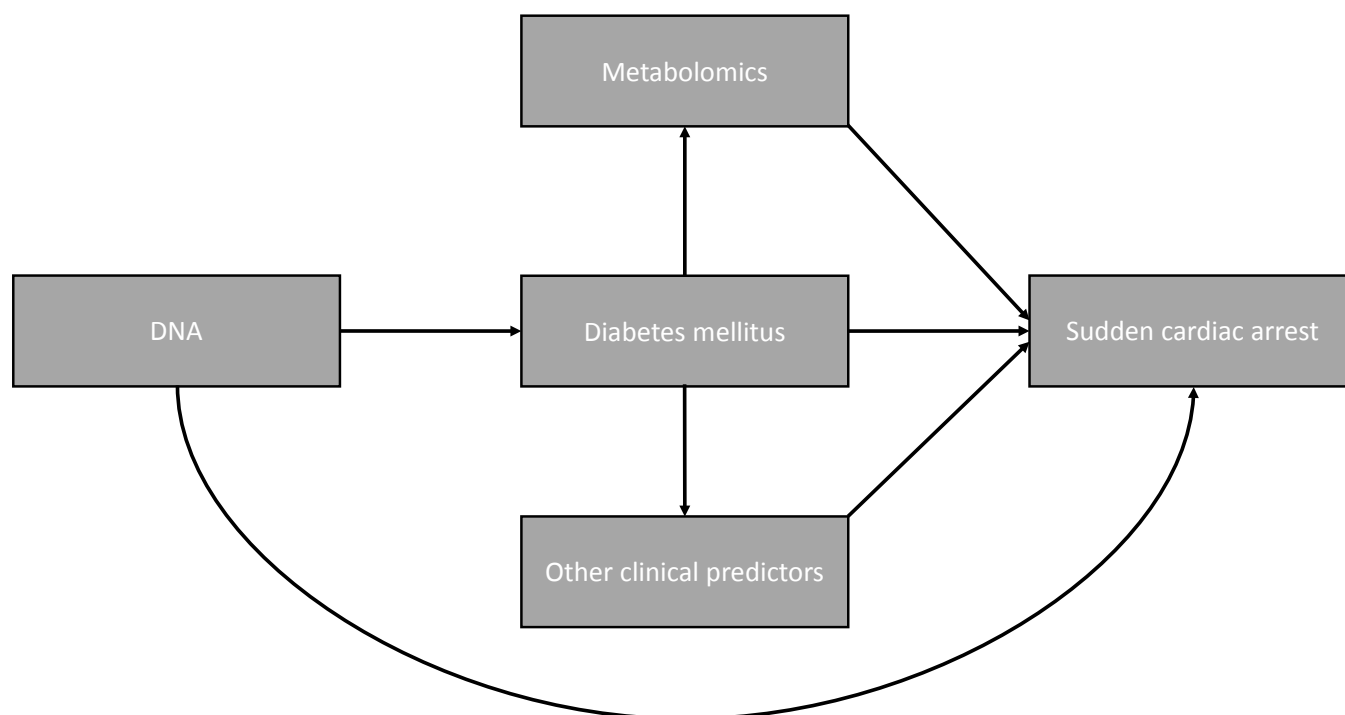 Metabolomics
DNA
Diabetes mellitus
Sudden cardiac arrest
Other clinical predictors